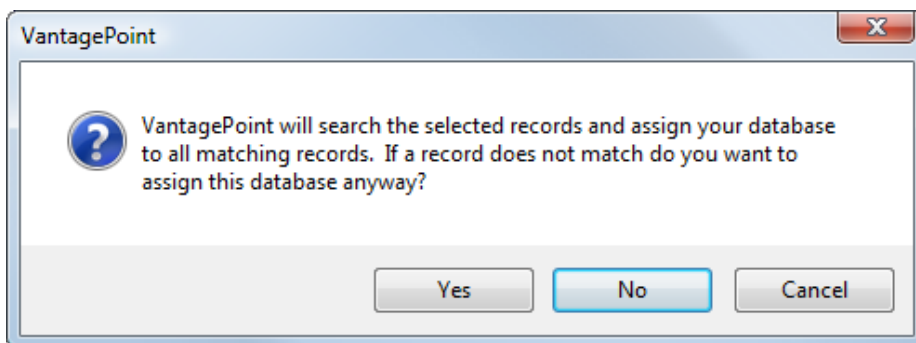 VantagePoint
VantagePoint will search the selected records and assign your database
to all matching records.  If a record does not match do you want to
assign this database anyway?
Yes No Cancel